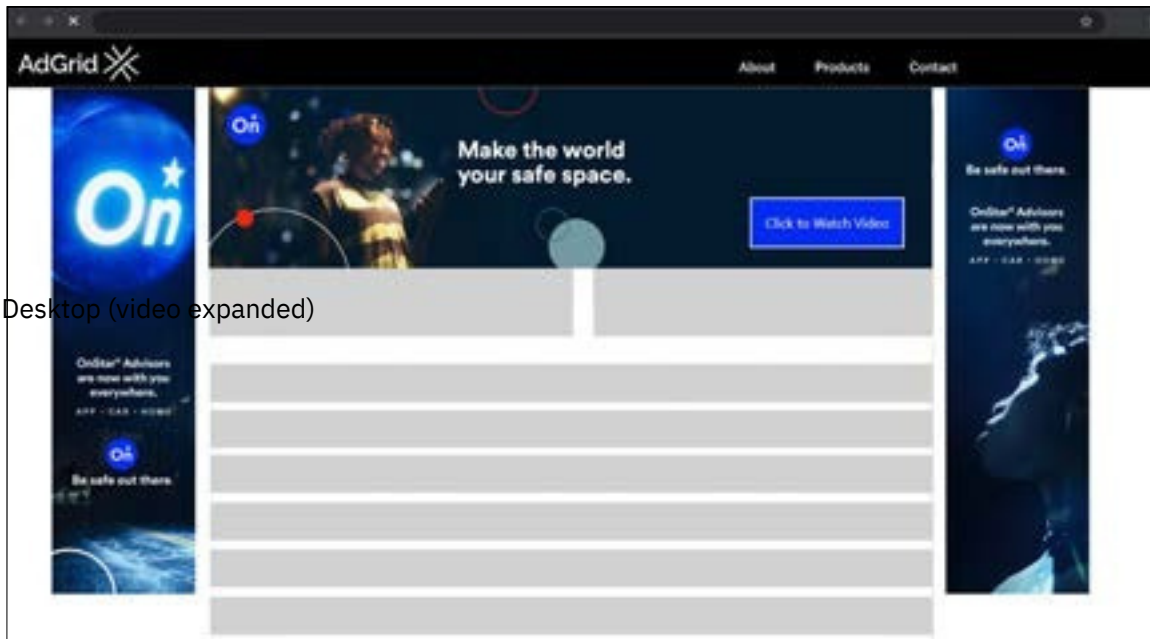 AdGrid
About Products Contact
On
Make the world
your safe space.
Click to Watch Video
On
OnStar® Advisors
are now with you
everywhere.
APP - CAR - HOME
On
Be safe out there.
On
Be safe out there.
OnStar® Advisors
are now with you
everywhere.
APP - CAR - HOME
Desktop (video expanded)